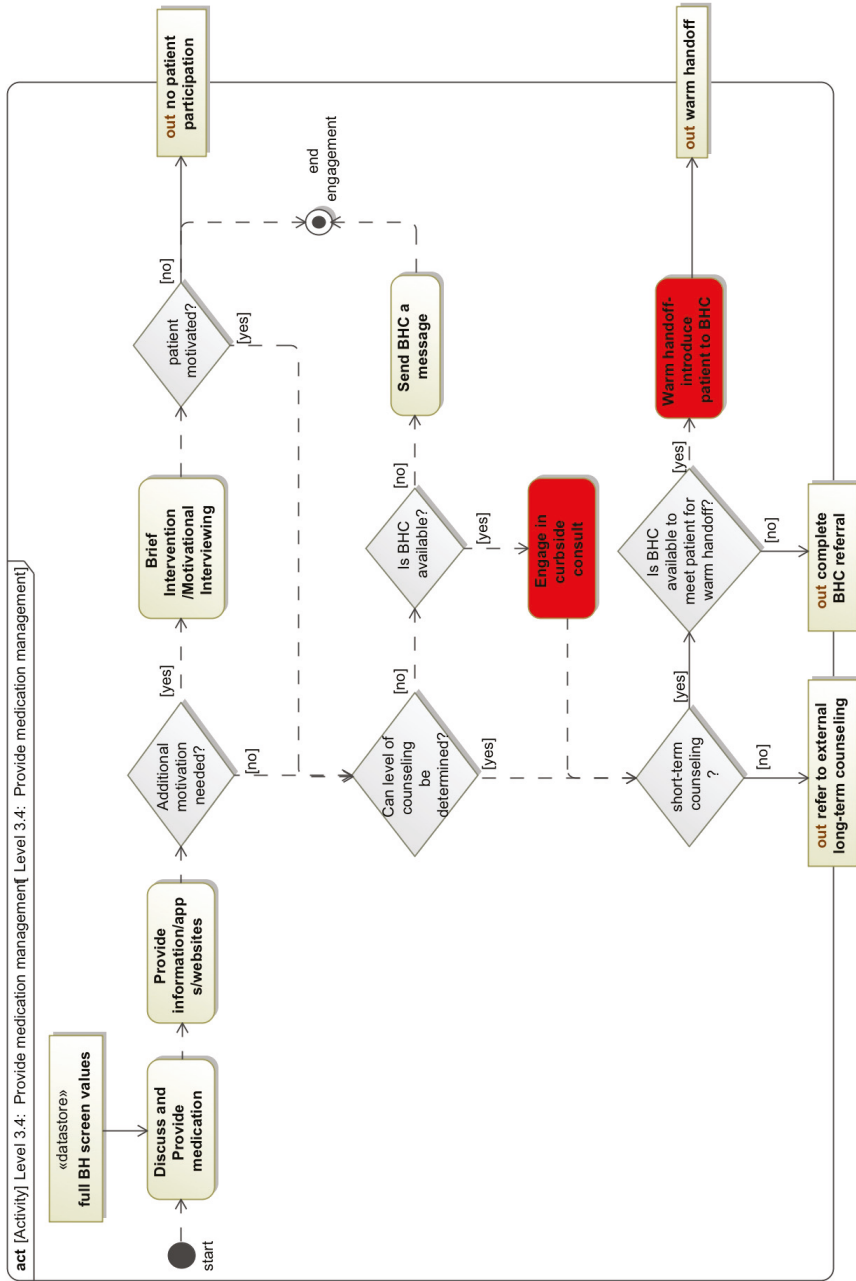 act [Activity] Level 3.4:  Provide medication management[ Level 3.4:  Provide medication management]
«datastore»
full BH screen values
start
Discuss and
Provide
medication
Provide
information/app
s/websites
Additional
motivation
needed?
[yes]
[no]
Brief
Intervention
/Motivational
Interviewing
patient
motivated?
[no]
[yes]
out no patient
participation
end
engagement
Can level of
counseling
be
determined?
[no]
[yes]
Is BHC
available?
[no]
[yes]
Send BHC a
message
Engage in
curbside
consult
short-term
counseling
?
[yes]
[no]
Is BHC
available to
meet patient for
warm handoff?
[yes]
[no]
Warm handoff-
introduce
patient to BHC
out warm handoff
out refer to external
long-term counseling
out complete
BHC referral